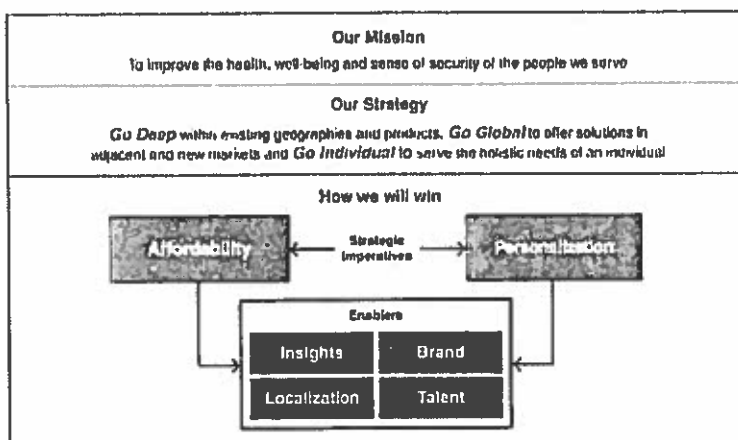 Our Mission
To improve the health, well-being and sense of security of the people we serve
Our Strategy
Go Deep within existing geographies and products, Go Global to offer solutions in
adjacent and new markets and Go Individual to serve the holistic needs of an individual
How we will win
Affordability
Strategic
Imperatives
Personalization
Enablers
Insights
Brand
Localization
Talent